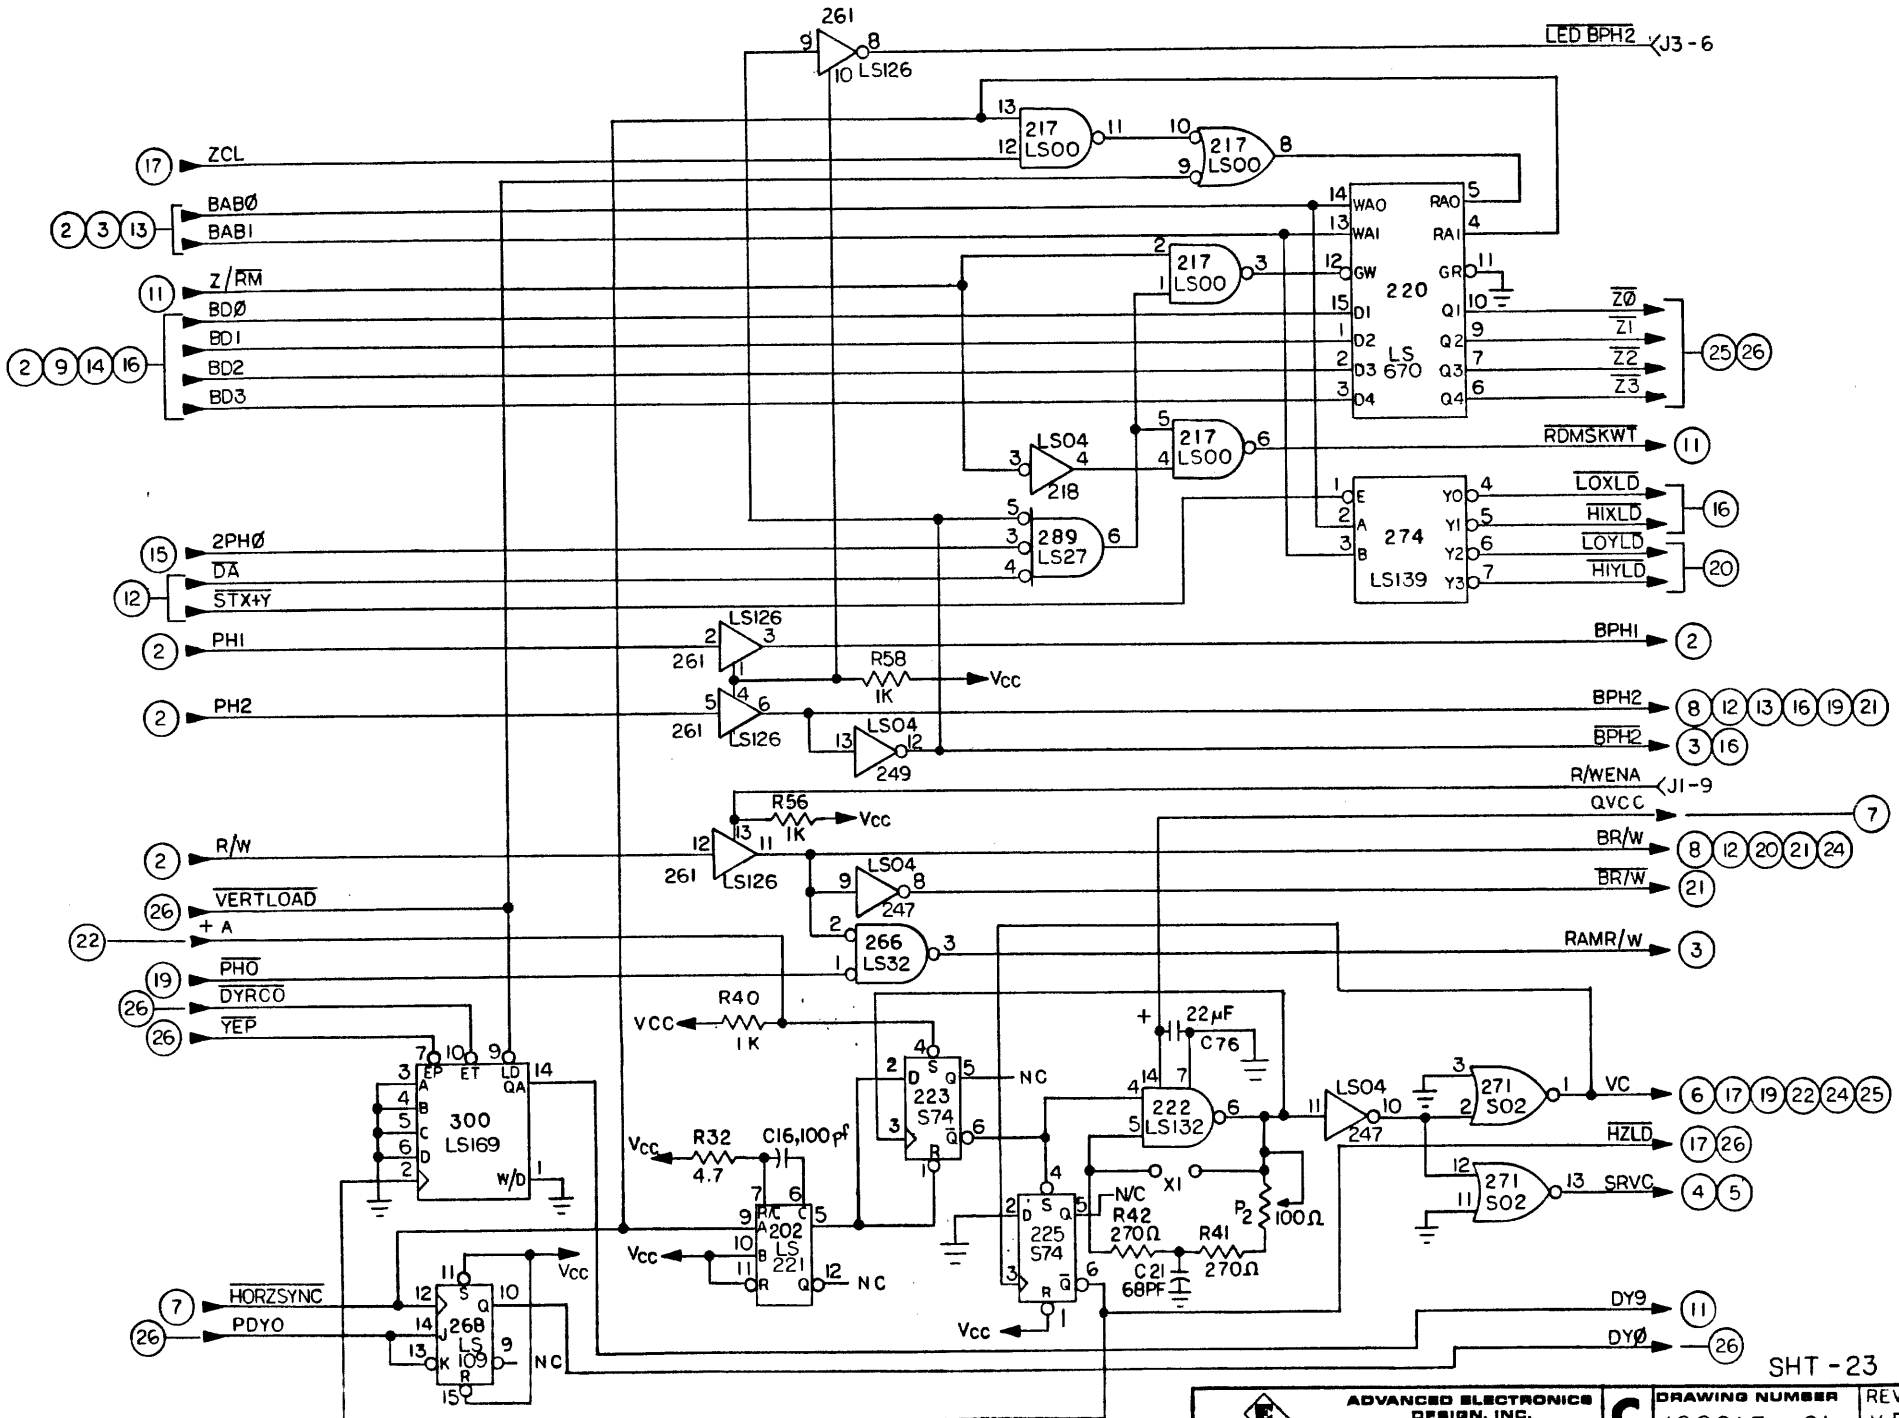 261
9 8 LED BPH2 J3-6
10 LS126
13 217 LS00 11 10 217 LS00 8
12 9
17 ZCL
2 3 13 BABØ
BAB1
11 Z/RM
2 9 14 16 BDØ
BD1
BD2
BD3
14 WA0 RA0 5
13 WA1 RA1 4
12 GW GR 11
220
15 D1 Q1 10 ZØ
1 D2 Q2 9 Z1
LS 670
2 D3 Q3 7 Z2
3 D4 Q4 6 Z3
25 26
2 217 LS00 3
1
5 217 LS00 6 RDMSKWT 11
4
LS04
3 4
218
5 289 LS27 6
3
4
1 E Y0 4 LOXLD
2 A Y1 5 HIXLD 16
274
3 B Y2 6 LOYLD
LS139 Y3 7 HIYLD 20
15 2PHØ
12 DA
STX+Y
LS126
2 PH1 2 3 BPH1 2
261 1
R58
1K
Vcc
2 PH2 5 4 6 BPH2 8 12 13 16 19 21
261 LS126
LS04
13 12 BPH2 3 16
249
R/WENA J1-9
R56
1K
Vcc
QVCC 7
2 R/W 12 13 11 BR/W 8 12 20 21 24
261 LS126
LS04
9 8 BR/W 21
247
26 VERTLOAD
22 + A
2 266 LS32 3 RAMR/W 3
1
19 PHO
26 DYRCO
26 YEP
R40
VCC
1K
7 10 9
EP ET LD
3 A QA 14
4 B
300
5 C
LS169
6 D
2 W/D 1
4
2 D S Q 5 NC
223
S74
3 Q 6
R
1
+ 22µF
C76
14 7
4 222 LS132 6
5
X1
P2
100Ω
R42
270Ω
R41
270Ω
C21
68PF
LS04
11 10
247
3 271 S02 1 VC 6 17 19 22 24 25
2
HZLD 17 26
12 271 S02 13 SRVC 4 5
11
Vcc R32 C16,100pf
4.7
7 6
R/C C
9 A 5
202
Vcc 10 B LS
221
11 R Q 12 NC
4
2 D S Q 5 N/C
225
S74
3 Q 6
R
1
Vcc
7 HORZSYNC
26 PDYO
11
S Vcc
12 Q 10
14 J 268
LS
13 K 109 9 NC
R
15
DY9 11
DYØ 26
SHT-23
E
ADVANCED ELECTRONICS
DESIGN, INC.
C
DRAWING NUMBER